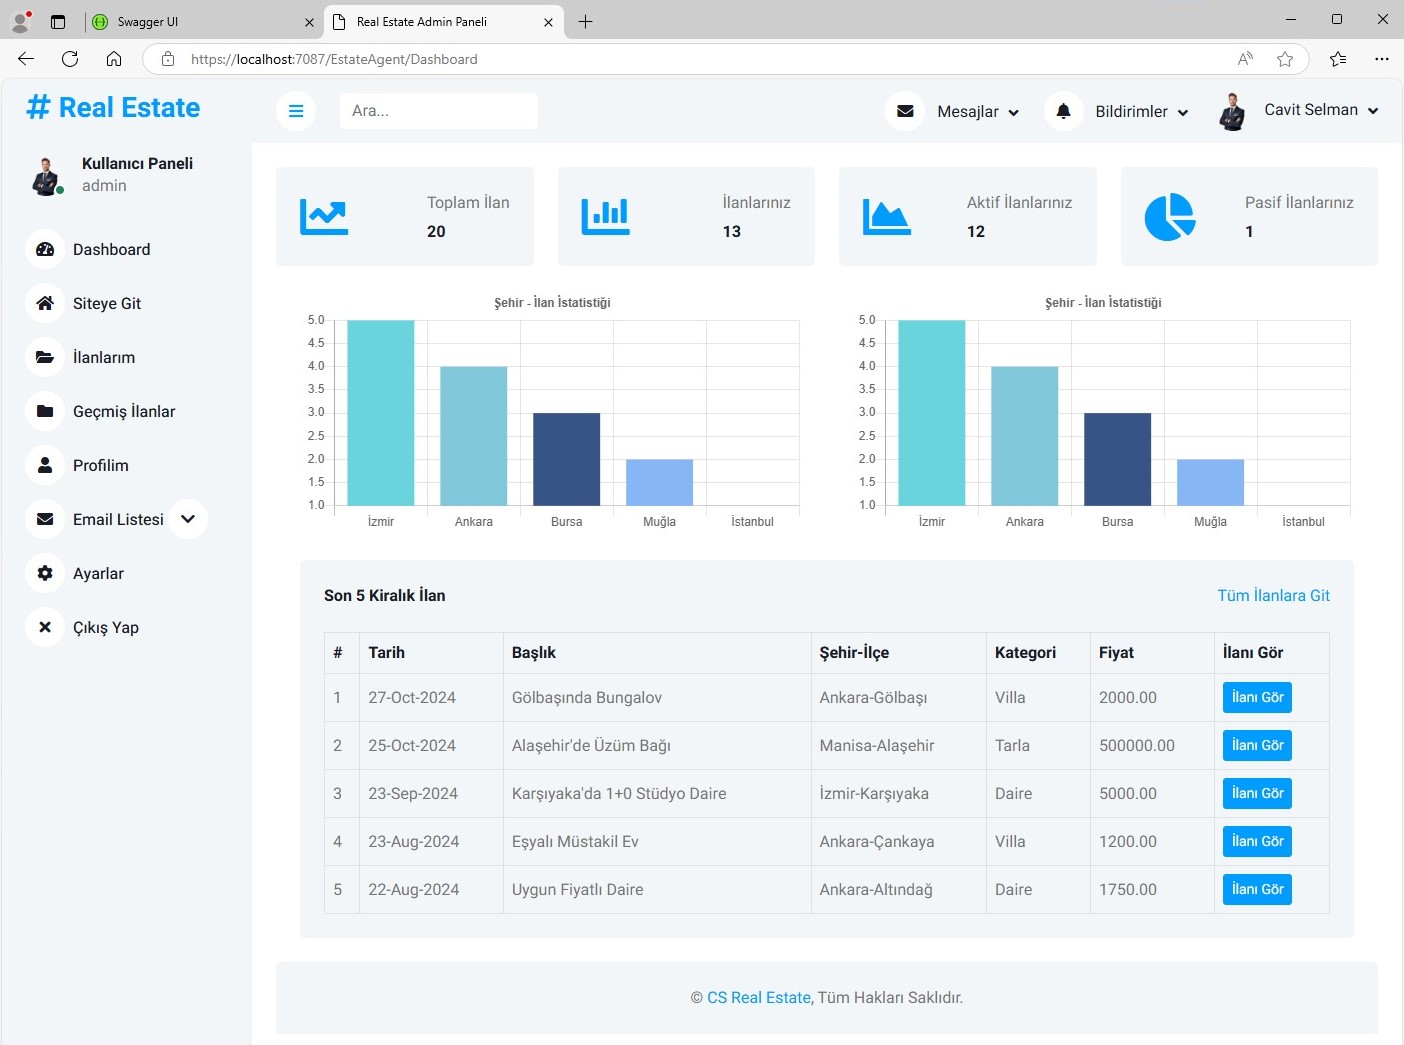 Swagger UI
Real Estate Admin Paneli
https://localhost:7087/EstateAgent/Dashboard
# Real Estate
Ara...
Mesajlar
Bildirimler
Cavit Selman
Kullanıcı Paneli
admin
Dashboard
Siteye Git
İlanlarım
Geçmiş İlanlar
Profilim
Email Listesi
Ayarlar
Çıkış Yap
Toplam İlan
20
İlanlarınız
13
Aktif İlanlarınız
12
Pasif İlanlarınız
1
Şehir - İlan İstatistiği
5.0
4.5
4.0
3.5
3.0
2.5
2.0
1.5
1.0
İzmir Ankara Bursa Muğla İstanbul
Şehir - İlan İstatistiği
5.0
4.5
4.0
3.5
3.0
2.5
2.0
1.5
1.0
İzmir Ankara Bursa Muğla İstanbul
Son 5 Kiralık İlan
Tüm İlanlara Git
# Tarih Başlık Şehir-İlçe Kategori Fiyat İlanı Gör
1 27-Oct-2024 Gölbaşında Bungalov Ankara-Gölbaşı Villa 2000.00 İlanı Gör
2 25-Oct-2024 Alaşehir'de Üzüm Bağı Manisa-Alaşehir Tarla 500000.00 İlanı Gör
3 23-Sep-2024 Karşıyaka'da 1+0 Stüdyo Daire İzmir-Karşıyaka Daire 5000.00 İlanı Gör
4 23-Aug-2024 Eşyalı Müstakil Ev Ankara-Çankaya Villa 1200.00 İlanı Gör
5 22-Aug-2024 Uygun Fiyatlı Daire Ankara-Altındağ Daire 1750.00 İlanı Gör
© CS Real Estate, Tüm Hakları Saklıdır.